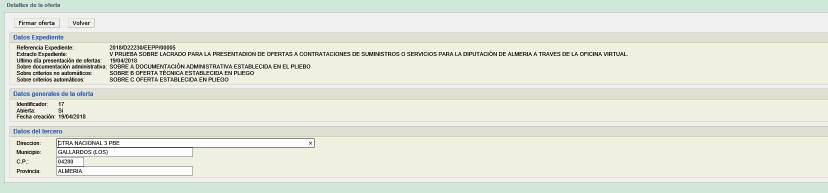 Detalles de la oferta
Firmar oferta Volver
Datos Expediente
Referencia Expediente: 2018/D22230/EEPP/00005
Extracto Expediente: V PRUEBA SOBRE LACRADO PARA LA PRESENTADION DE OFERTAS A CONTRATACIONES DE SUMINISTROS O SERVICIOS PARA LA DIPUTACIÓN DE ALMERIA A TRAVES DE LA OFICINA VIRTUAL.
Ultimo día presentación de ofertas: 19/04/2018
Sobre documentación administrativa: SOBRE A DOCUMENTACIÓN ADMINISTRATIVA ESTABLECIDA EN EL PLIEBO
Sobre criterios no automáticos: SOBRE B OFERTA TÉCNICA ESTABLECIDA EN PLIEGO
Sobre criterios automáticos: SOBRE C OFERTA ESTABLECIDA EN PLIEGO
Datos generales de la oferta
Identificador: 17
Abierta: Si
Fecha creación: 19/04/2018
Datos del tercero
Direccion: CTRA NACIONAL 3 PBE ×
Municipio: GALLARDOS (LOS)
C.P.: 04280
Provincia: ALMERIA